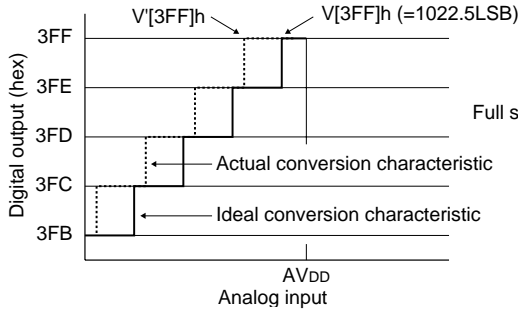 V'[3FF]h
V[3FF]h (=1022.5LSB)
3FF
3FE
Full s
3FD
Actual conversion characteristic
3FC
Ideal conversion characteristic
3FB
Digital output (hex)
AVDD
Analog input